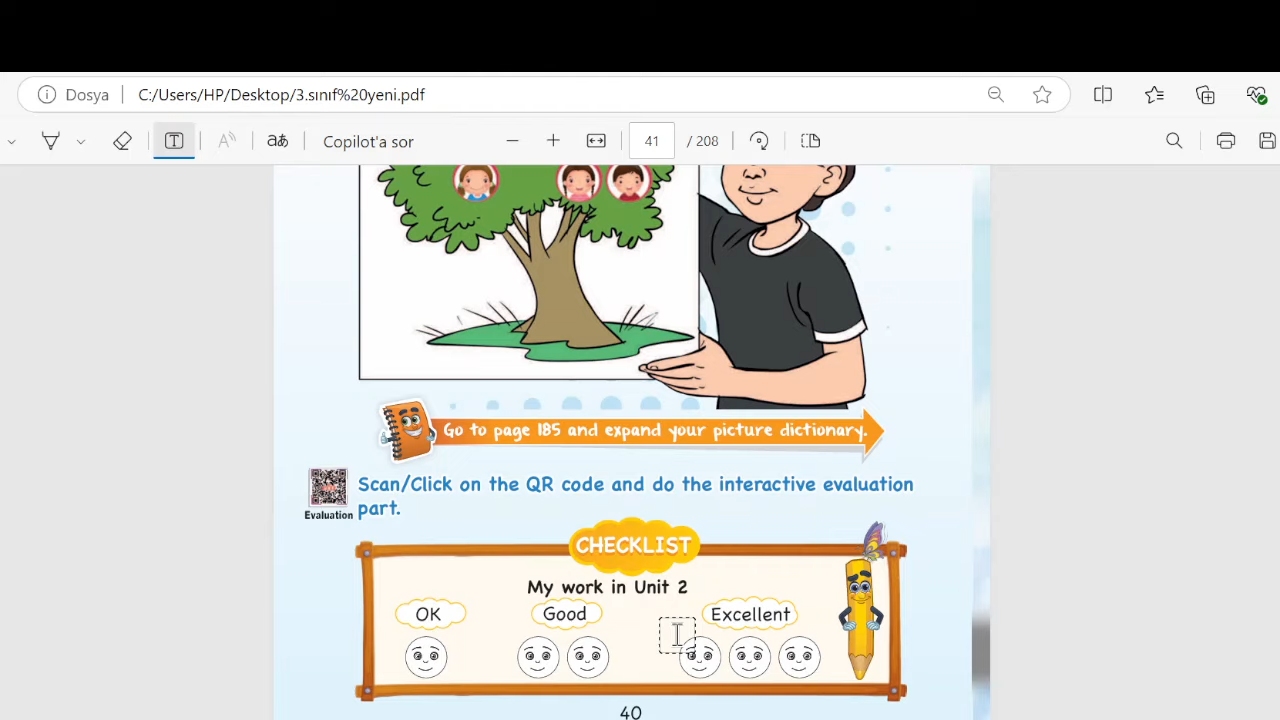 Dosya C:/Users/HP/Desktop/3.sınıf%20yeni.pdf
aあ Copilot'a sor 41 / 208
Go to page 185 and expand your picture dictionary.
Scan/Click on the QR code and do the interactive evaluation
part.
Evaluation
CHECKLIST
My work in Unit 2
OK Good Excellent
40